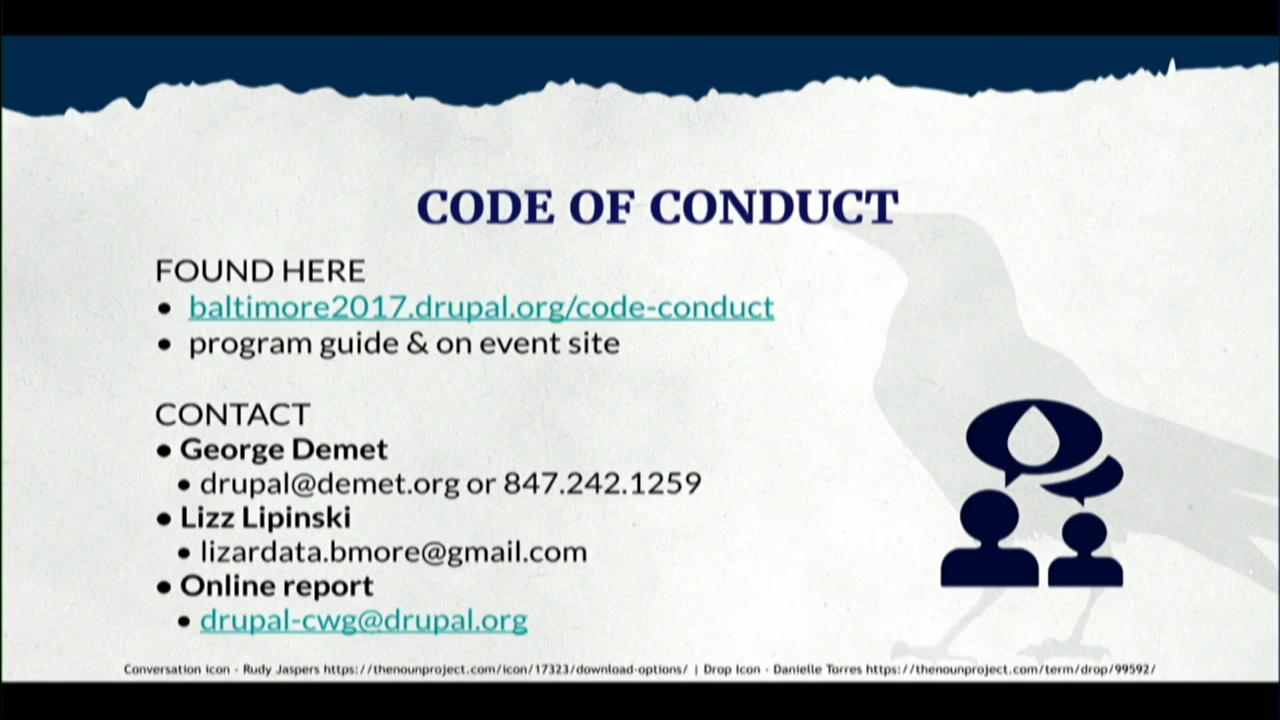 CODE OF CONDUCT
FOUND HERE
• baltimore2017.drupal.org/code-conduct
• program guide & on event site
CONTACT
• George Demet
• drupal@demet.org or 847.242.1259
• Lizz Lipinski
• lizardata.bmore@gmail.com
• Online report
• drupal-cwg@drupal.org
Conversation icon - Rudy Jaspers https://thenounproject.com/icon/17323/download-options/ | Drop Icon - Danielle Torres https://thenounproject.com/term/drop/99592/